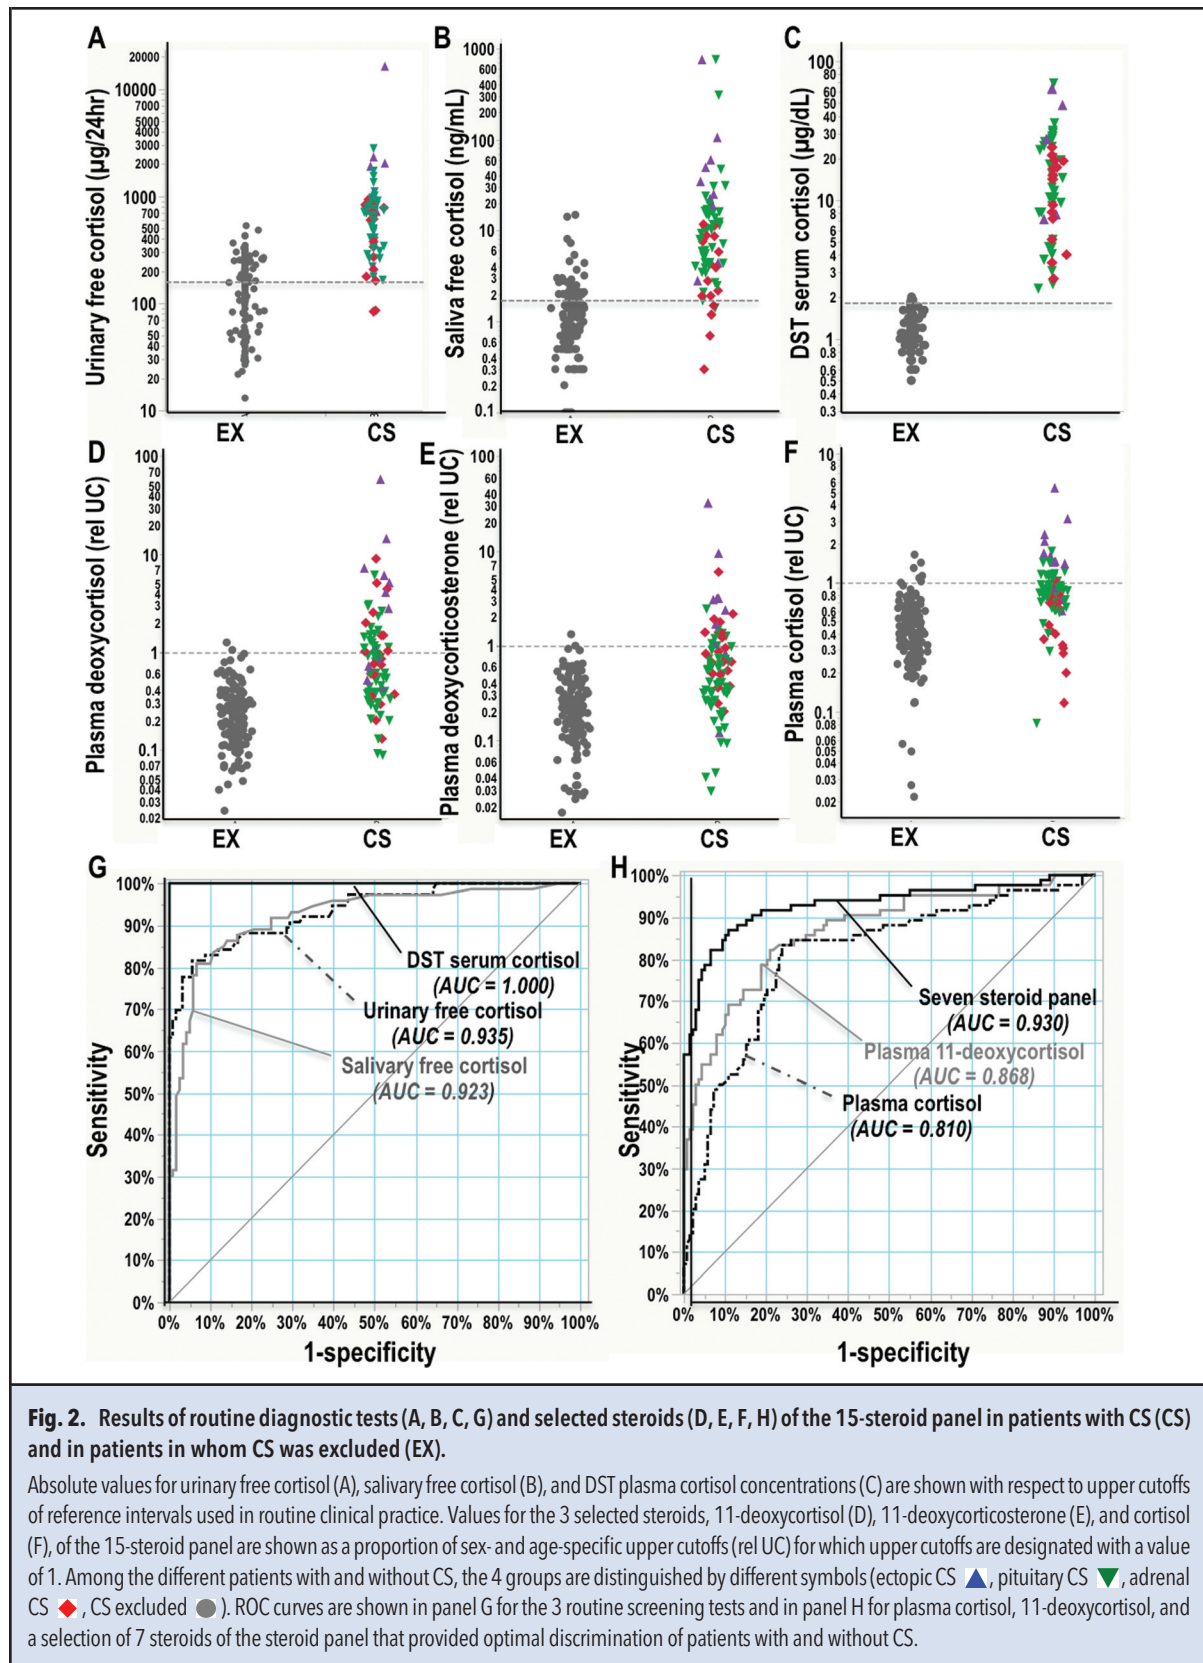 A
Urinary free cortisol (µg/24hr)
20000
10000
7000
5000
4000
3000
2000
1000
700
500
400
300
200
100
70
50
40
30
20
10
EX
CS
B
Saliva free cortisol (ng/mL)
1000
600
400
300
200
100
60
40
30
20
10
6
4
3
2
1
0.6
0.4
0.3
0.2
0.1
EX
CS
C
DST serum cortisol (µg/dL)
100
80
60
50
40
30
20
10
8
6
5
4
3
2
1
0.8
0.6
0.5
0.4
0.3
EX
CS
D
Plasma deoxycortisol (rel UC)
100
70
50
40
30
20
10
7
5
4
3
2
1
0.6
0.4
0.3
0.2
0.1
0.07
0.05
0.04
0.03
0.02
EX
CS
E
Plasma deoxycorticosterone (rel UC)
100
60
40
30
20
10
6
4
3
2
1
0.6
0.4
0.3
0.2
0.1
0.06
0.04
0.03
0.02
EX
CS
F
Plasma cortisol (rel UC)
10
8
6
5
4
3
2
1
0.8
0.6
0.5
0.4
0.3
0.2
0.1
0.08
0.06
0.05
0.04
0.03
0.02
EX
CS
G
Sensitivity
100%
90%
80%
70%
60%
50%
40%
30%
20%
10%
0%
DST serum cortisol
(AUC = 1.000)
Urinary free cortisol
(AUC = 0.935)
Salivary free cortisol
(AUC = 0.923)
0% 10% 20% 30% 40% 50% 60% 70% 80% 90% 100%
1-specificity
H
Sensitivity
100%
90%
80%
70%
60%
50%
40%
30%
20%
10%
0%
Seven steroid panel
(AUC = 0.930)
Plasma 11-deoxycortisol
(AUC = 0.868)
Plasma cortisol
(AUC = 0.810)
0% 10% 20% 30% 40% 50% 60% 70% 80% 90% 100%
1-specificity
Fig. 2. Results of routine diagnostic tests (A, B, C, G) and selected steroids (D, E, F, H) of the 15-steroid panel in patients with CS (CS)
and in patients in whom CS was excluded (EX).
Absolute values for urinary free cortisol (A), salivary free cortisol (B), and DST plasma cortisol concentrations (C) are shown with respect to upper cutoffs
of reference intervals used in routine clinical practice. Values for the 3 selected steroids, 11-deoxycortisol (D), 11-deoxycorticosterone (E), and cortisol
(F), of the 15-steroid panel are shown as a proportion of sex- and age-specific upper cutoffs (rel UC) for which upper cutoffs are designated with a value
of 1. Among the different patients with and without CS, the 4 groups are distinguished by different symbols (ectopic CS , pituitary CS , adrenal
CS , CS excluded ). ROC curves are shown in panel G for the 3 routine screening tests and in panel H for plasma cortisol, 11-deoxycortisol, and
a selection of 7 steroids of the steroid panel that provided optimal discrimination of patients with and without CS.